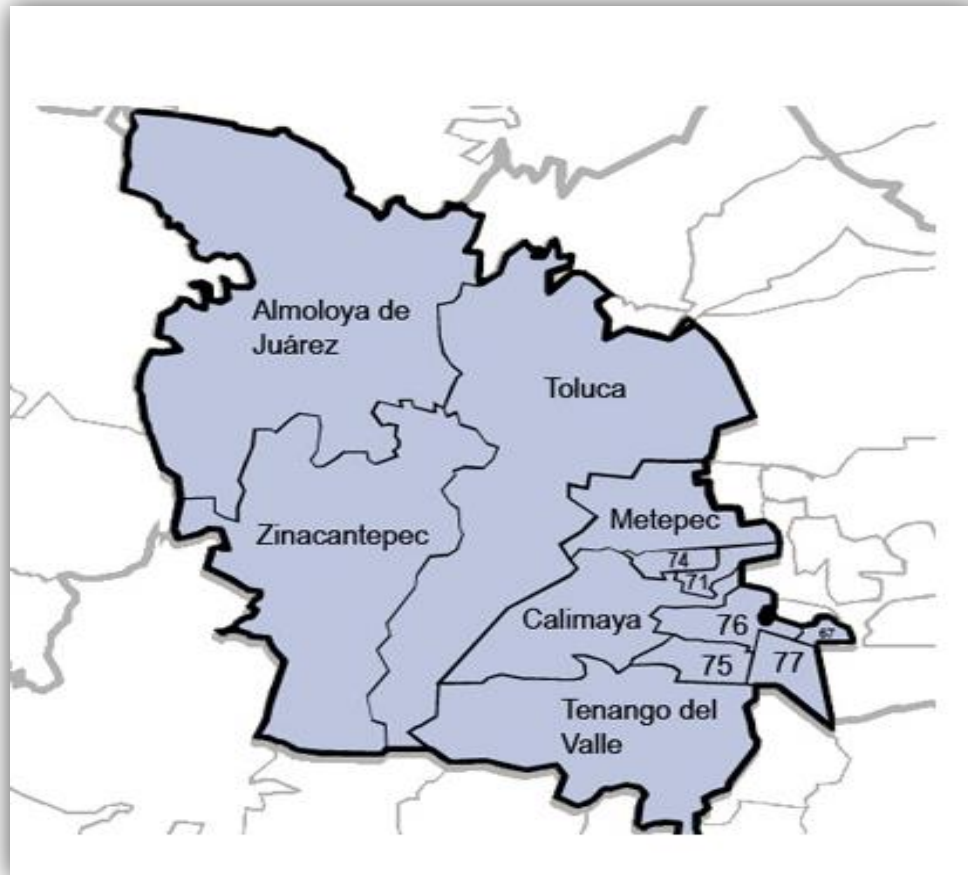 Almoloya de
Juárez
Toluca
Metepec
Zinacantepec
74
71
Calimaya
76
67
75
77
Tenango del
Valle